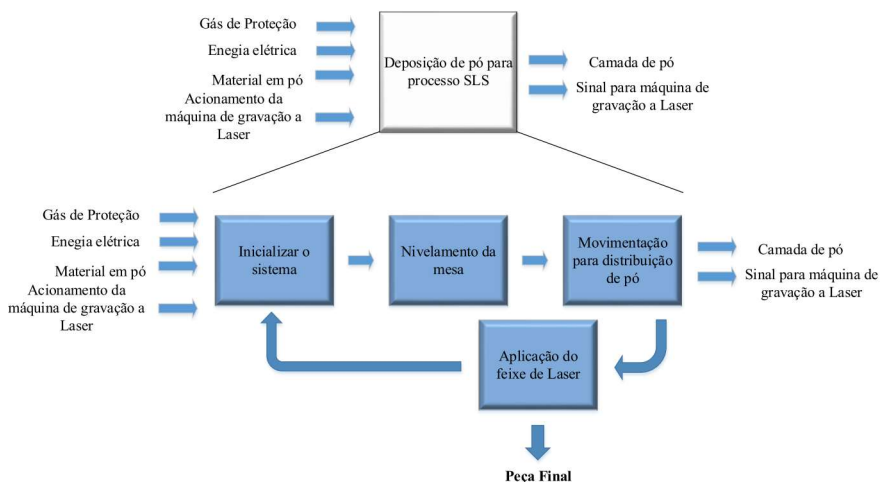 Gás de Proteção
Enegia elétrica
Material em pó
Acionamento da
máquina de gravação a
Laser
Deposição de pó para
processo SLS
Camada de pó
Sinal para máquina de
gravação a Laser
Gás de Proteção
Enegia elétrica
Material em pó
Acionamento da
máquina de gravação a
Laser
Inicializar o
sistema
Nivelamento da
mesa
Movimentação
para distribuição
de pó
Camada de pó
Sinal para máquina de
gravação a Laser
Aplicação do
feixe de Laser
Peça Final